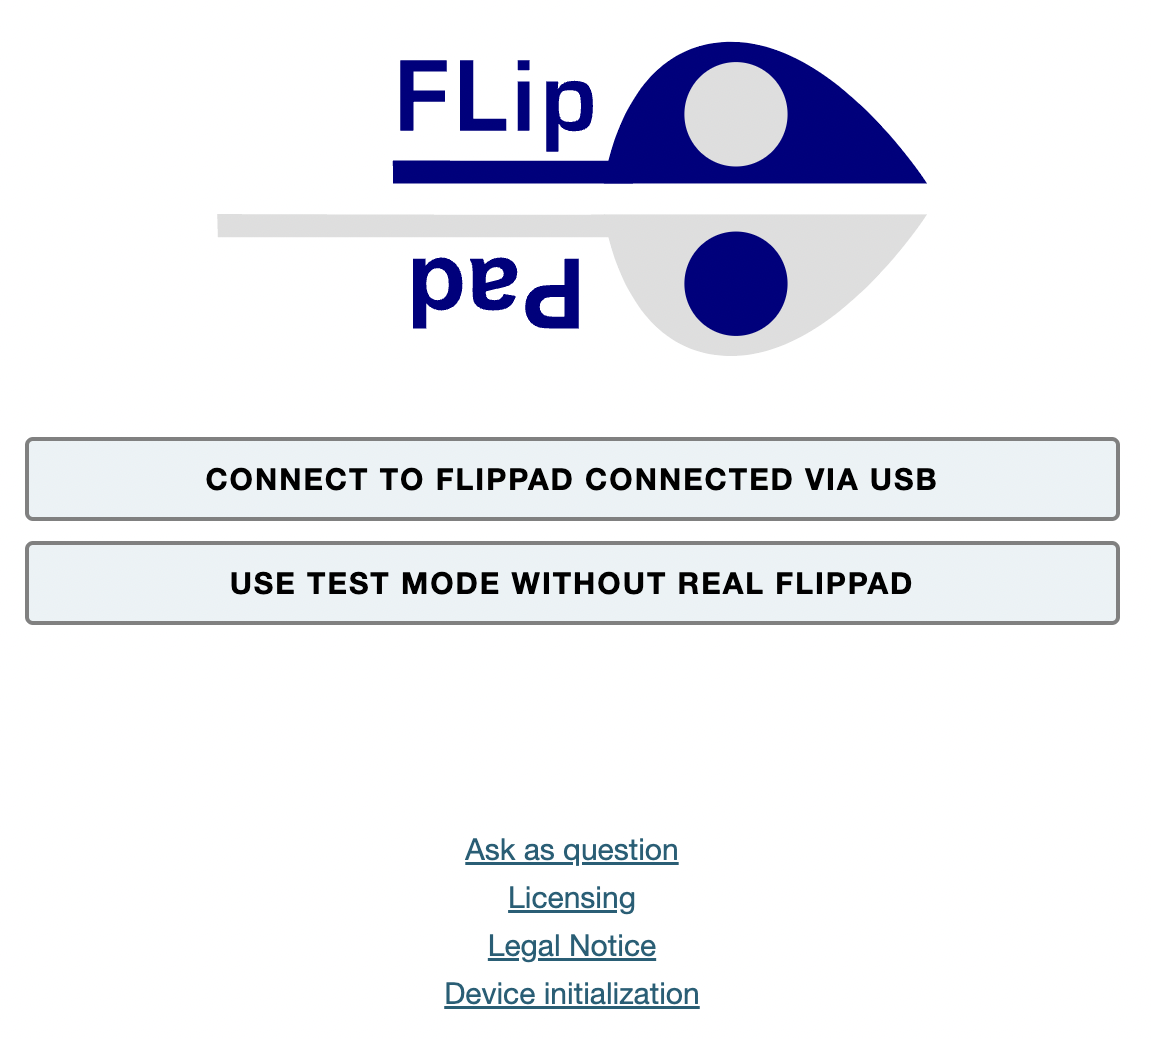 FLip
Pad
CONNECT TO FLIPPAD CONNECTED VIA USB
USE TEST MODE WITHOUT REAL FLIPPAD
Ask as question
Licensing
Legal Notice
Device initialization